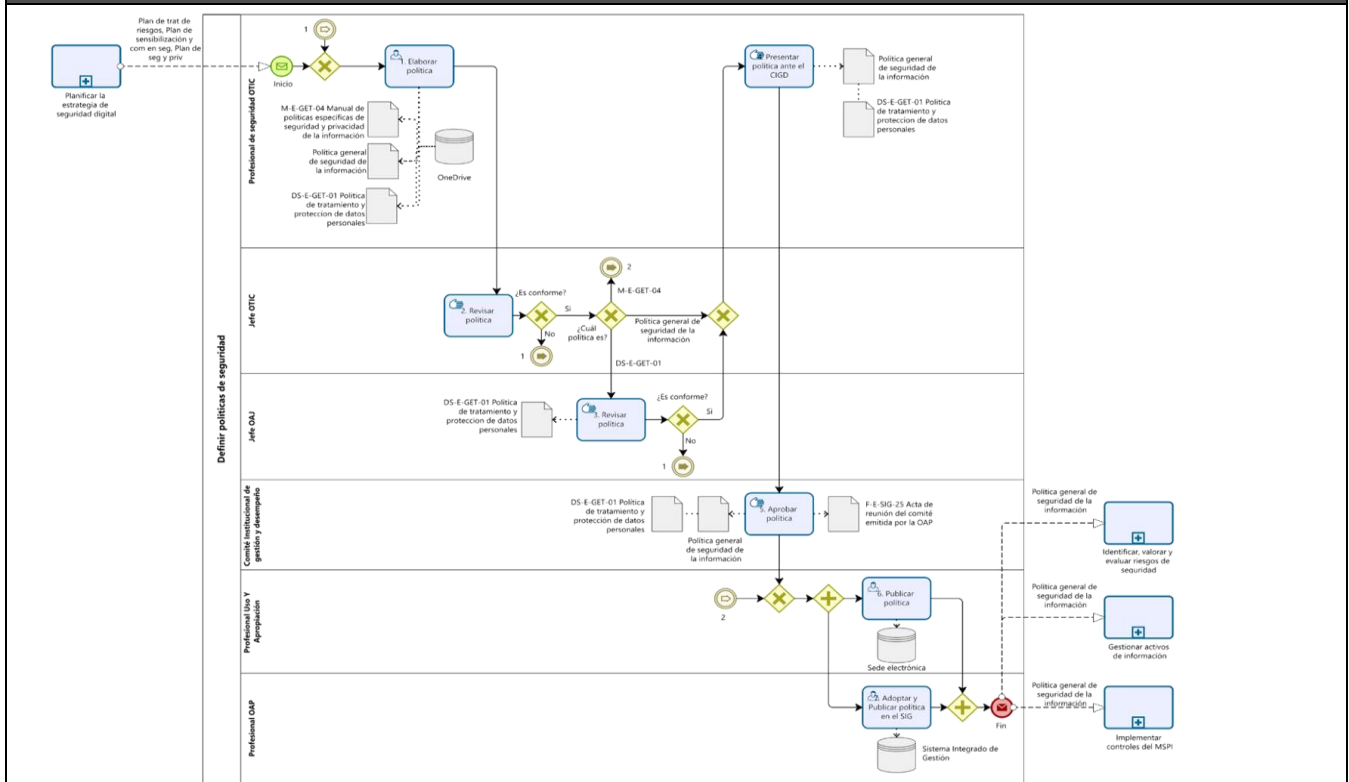 Plan de trat de
riesgos, Plan de
sensibilización y
com en seg, Plan de
seg y priv
Planificar la
estrategia de
seguridad digital
Definir políticas de seguridad
Profesional de seguridad OTIC
1
Inicio
1. Elaborar
política
M-E-GET-04 Manual de
políticas específicas de
seguridad y privacidad
de la información
Política general
de seguridad de
la información
DS-E-GET-01 Política
de tratamiento y
proteccion de datos
personales
OneDrive
Presentar
política ante el
CIGD
Política general
de seguridad de
la información
DS-E-GET-01 Política
de tratamiento y
proteccion de datos
personales
Jefe OTIC
2. Revisar
política
¿Es conforme?
Si
No
1
2
M-E-GET-04
¿Cuál
política es?
Política general de
seguridad de la
información
DS-E-GET-01
Jefe OAJ
DS-E-GET-01 Política
de tratamiento y
proteccion de datos
personales
3. Revisar
política
¿Es conforme?
Si
No
1
Comité Institucional de
gestión y desempeño
DS-E-GET-01 Política
de tratamiento y
protección de datos
personales
Política general de
seguridad de
la información
5. Aprobar
política
F-E-SIG-25 Acta de
reunión del comité
emitida por la OAP
Profesional Uso Y
Apropiación
2
6. Publicar
política
Sede electrónica
Profesional OAP
7. Adoptar y
Publicar política
en el SIG
Sistema Integrado de
Gestión
Fin
Política general de
seguridad de la
información
Identificar, valorar y
evaluar riesgos de
seguridad
Política general de
seguridad de la
información
Gestionar activos
de información
Política general de
seguridad de la
información
Implementar
controles del MSPI